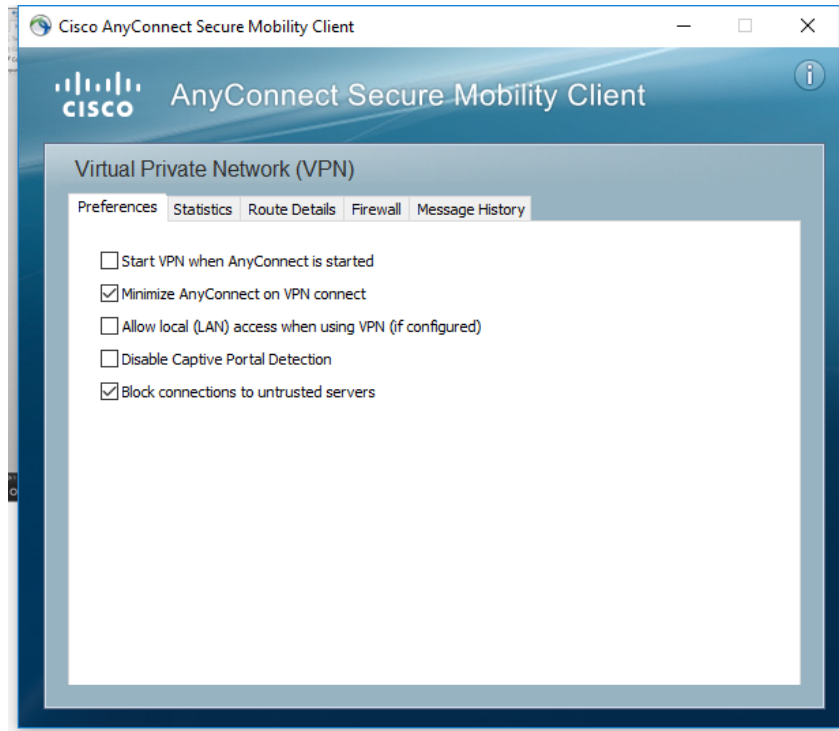 Cisco AnyConnect Secure Mobility Client
CISCO AnyConnect Secure Mobility Client
Virtual Private Network (VPN)
Preferences Statistics Route Details Firewall Message History
Start VPN when AnyConnect is started
Minimize AnyConnect on VPN connect
Allow local (LAN) access when using VPN (if configured)
Disable Captive Portal Detection
Block connections to untrusted servers